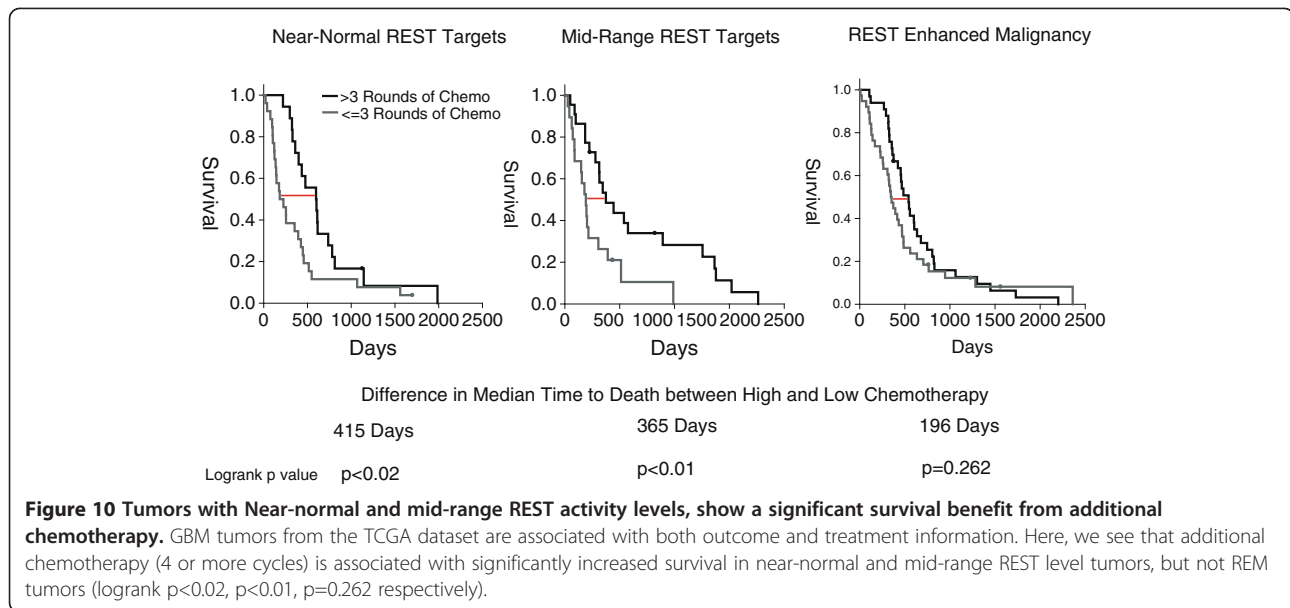 Near-Normal REST Targets
Mid-Range REST Targets
REST Enhanced Malignancy
>3 Rounds of Chemo
<=3 Rounds of Chemo
Survival
1.0
0.8
0.6
0.4
0.2
0.0
0 500 1000 1500 2000 2500
Days
Survival
1.0
0.8
0.6
0.4
0.2
0.0
0 500 1000 1500 2000 2500
Days
Survival
1.0
0.8
0.6
0.4
0.2
0.0
0 500 1000 1500 2000 2500
Days
Difference in Median Time to Death between High and Low Chemotherapy
415 Days 365 Days 196 Days
Logrank p value p<0.02 p<0.01 p=0.262
Figure 10 Tumors with Near-normal and mid-range REST activity levels, show a significant survival benefit from additional
chemotherapy. GBM tumors from the TCGA dataset are associated with both outcome and treatment information. Here, we see that additional
chemotherapy (4 or more cycles) is associated with significantly increased survival in near-normal and mid-range REST level tumors, but not REM
tumors (logrank p<0.02, p<0.01, p=0.262 respectively).